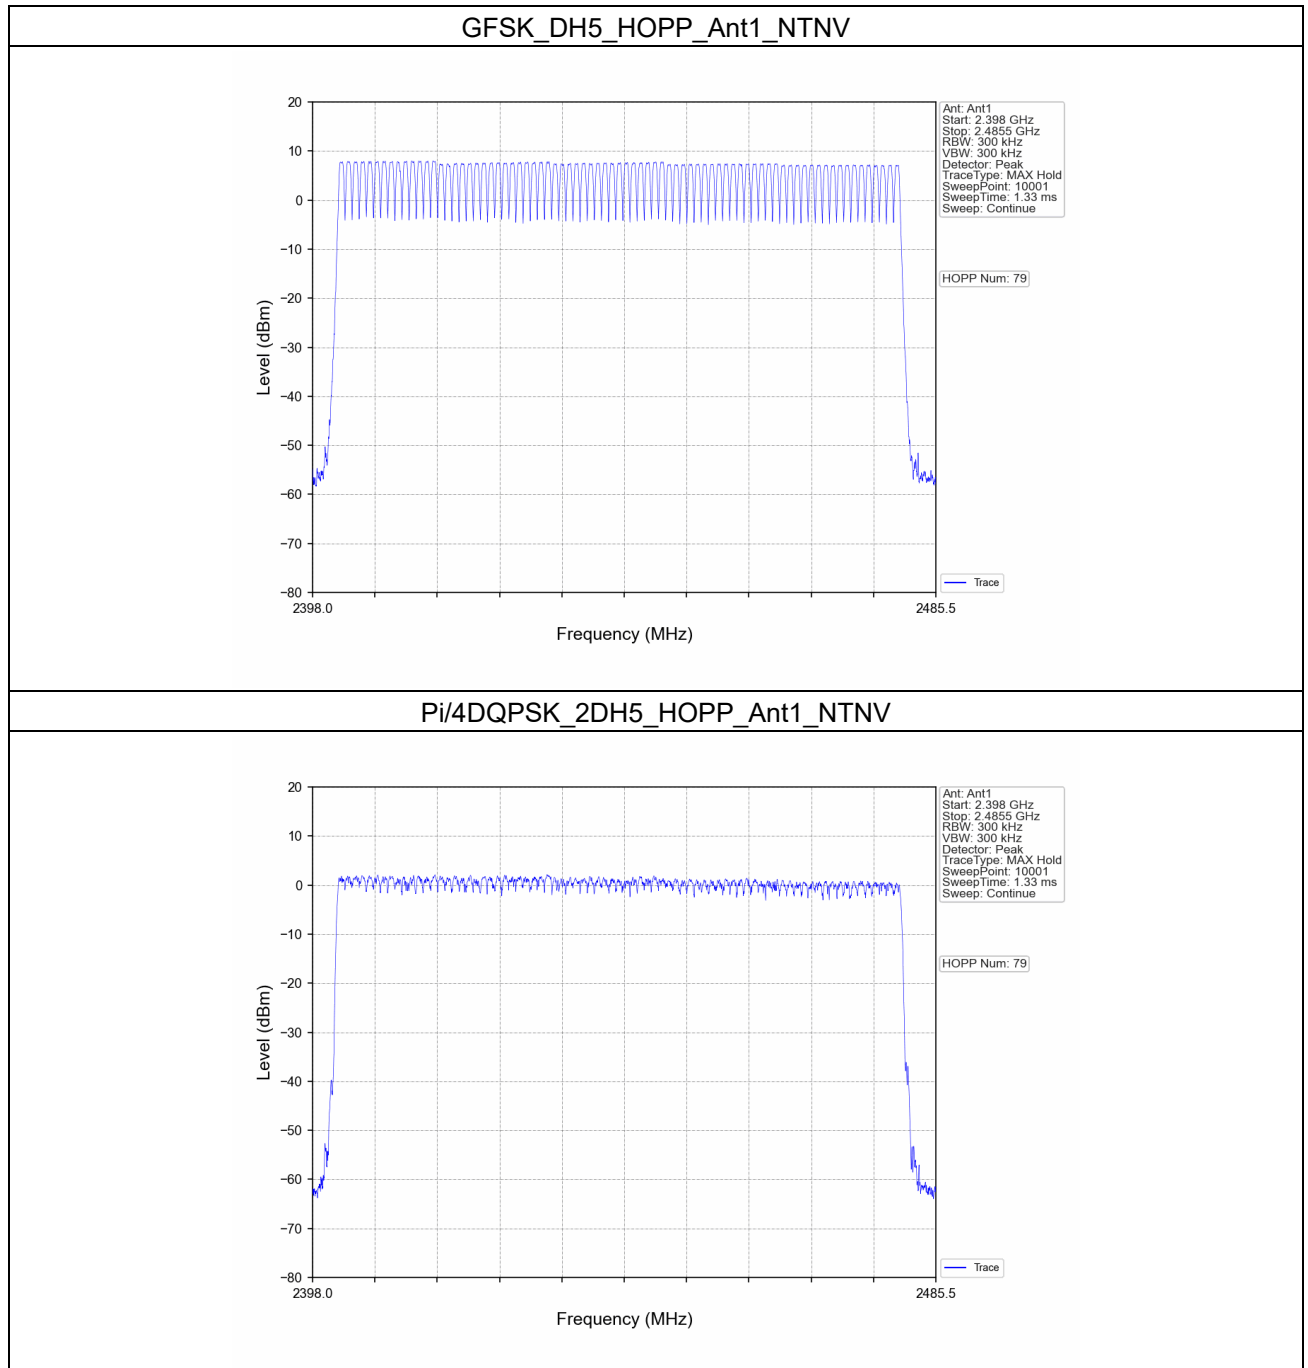 GFSK_DH5_HOPP_Ant1_NTNV
20
10
0
−10
−20
−30
−40
−50
−60
−70
−80
Level (dBm)
2398.0
2485.5
Frequency (MHz)
Ant: Ant1
Start: 2.398 GHz
Stop: 2.4855 GHz
RBW: 300 kHz
VBW: 300 kHz
Detector: Peak
TraceType: MAX Hold
SweepPoint: 10001
SweepTime: 1.33 ms
Sweep: Continue
HOPP Num: 79
Trace
Pi/4DQPSK_2DH5_HOPP_Ant1_NTNV
20
10
0
−10
−20
−30
−40
−50
−60
−70
−80
Level (dBm)
2398.0
2485.5
Frequency (MHz)
Ant: Ant1
Start: 2.398 GHz
Stop: 2.4855 GHz
RBW: 300 kHz
VBW: 300 kHz
Detector: Peak
TraceType: MAX Hold
SweepPoint: 10001
SweepTime: 1.33 ms
Sweep: Continue
HOPP Num: 79
Trace